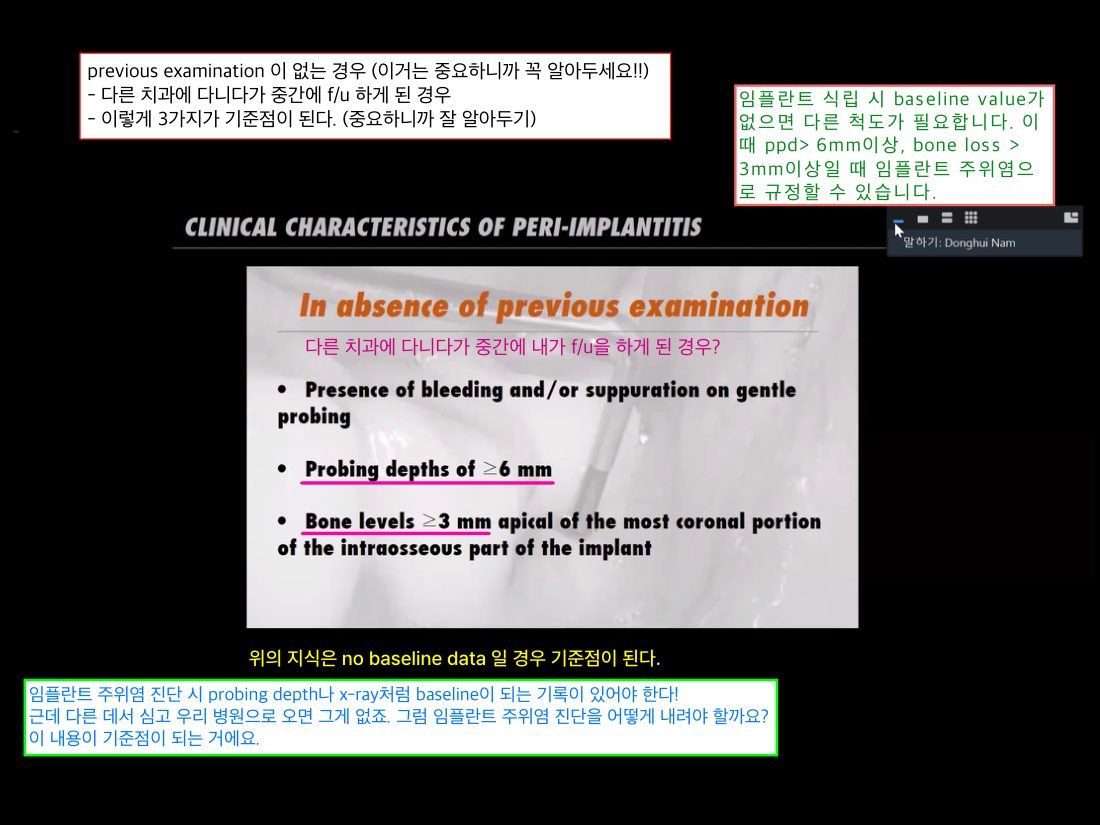 previous examination 이 없는 경우 (이거는 중요하니까 꼭 알아두세요!!)
- 다른 치과에 다니다가 중간에 f/u 하게 된 경우
- 이렇게 3가지가 기준점이 된다. (중요하니까 잘 알아두기)
임플란트 식립 시 baseline value가
없으면 다른 척도가 필요합니다. 이
때 ppd> 6mm이상, bone loss >
3mm이상일 때 임플란트 주위염으
로 규정할 수 있습니다.
CLINICAL CHARACTERISTICS OF PERI-IMPLANTITIS
말하기: Donghui Nam
In absence of previous examination
다른 치과에 다니다가 중간에 내가 f/u을 하게 된 경우?
• Presence of bleeding and/or suppuration on gentle
probing
• Probing depths of ≥6 mm
• Bone levels ≥3 mm apical of the most coronal portion
of the intraosseous part of the implant
위의 지식은 no baseline data 일 경우 기준점이 된다.
임플란트 주위염 진단 시 probing depth나 x-ray처럼 baseline이 되는 기록이 있어야 한다!
근데 다른 데서 심고 우리 병원으로 오면 그게 없죠. 그럼 임플란트 주위염 진단을 어떻게 내려야 할까요?
이 내용이 기준점이 되는 거에요.